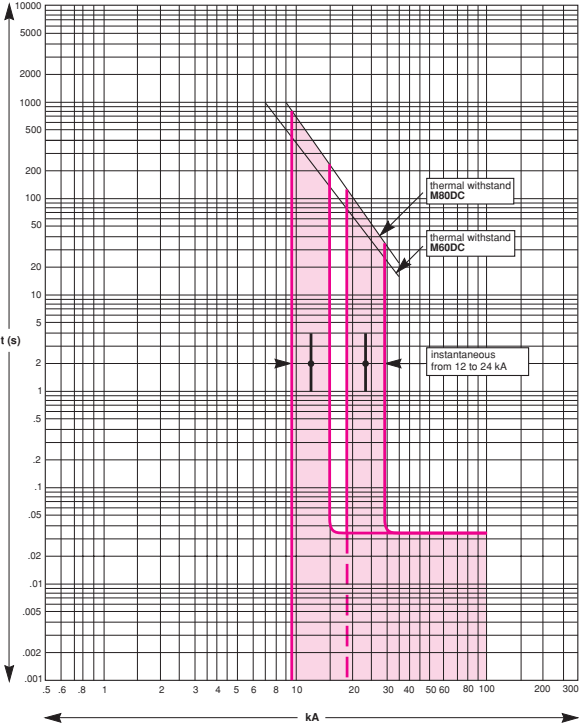 10000
5000
2000
1000
500
200
100
50
20
10
5
t (s)
2
1
.5
.2
.1
.05
.02
.01
.005
.002
.001
thermal withstand
M80DC
thermal withstand
M60DC
instantaneous
from 12 to 24 kA
.5 .6 .8 1 2 3 4 5 6 8 10 20 30 40 50 60 80 100 200 300
kA